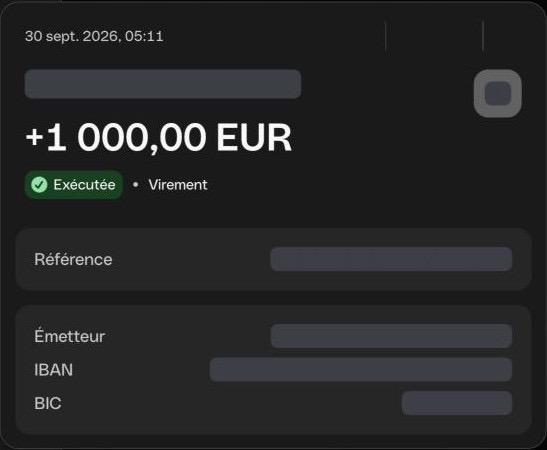 30 sept. 2026, 05:11
+1 000,00 EUR
Exécutée • Virement
Référence
Émetteur
IBAN
BIC